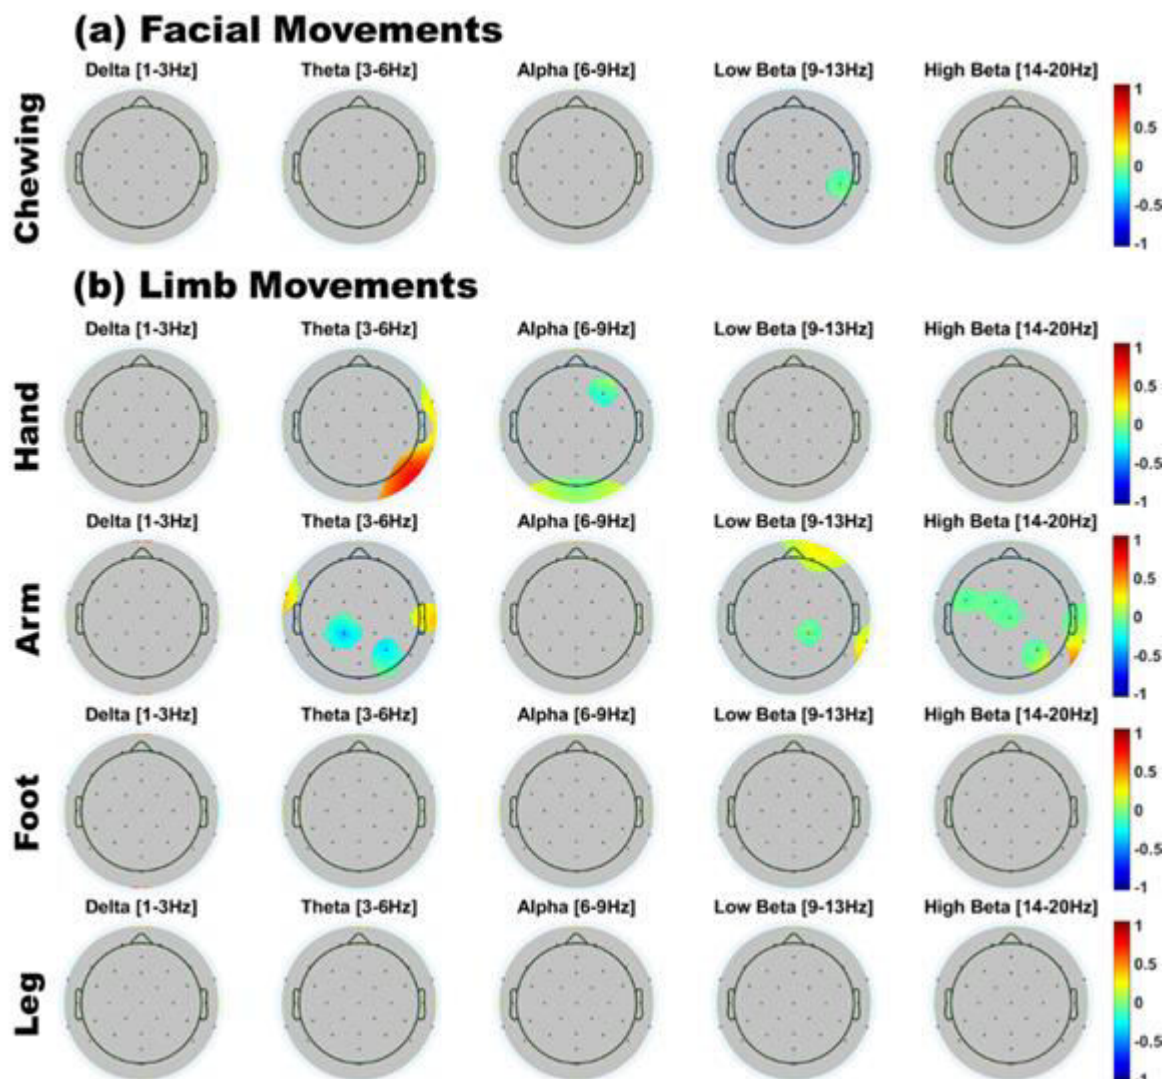 (a) Facial Movements
Delta [1-3Hz] Theta [3-6Hz] Alpha [6-9Hz] Low Beta [9-13Hz] High Beta [14-20Hz]
Chewing
1
0.5
0
-0.5
-1
(b) Limb Movements
Delta [1-3Hz] Theta [3-6Hz] Alpha [6-9Hz] Low Beta [9-13Hz] High Beta [14-20Hz]
Hand
1
0.5
0
-0.5
-1
Delta [1-3Hz] Theta [3-6Hz] Alpha [6-9Hz] Low Beta [9-13Hz] High Beta [14-20Hz]
Arm
1
0.5
0
-0.5
-1
Delta [1-3Hz] Theta [3-6Hz] Alpha [6-9Hz] Low Beta [9-13Hz] High Beta [14-20Hz]
Foot
1
0.5
0
-0.5
-1
Delta [1-3Hz] Theta [3-6Hz] Alpha [6-9Hz] Low Beta [9-13Hz] High Beta [14-20Hz]
Leg
1
0.5
0
-0.5
-1